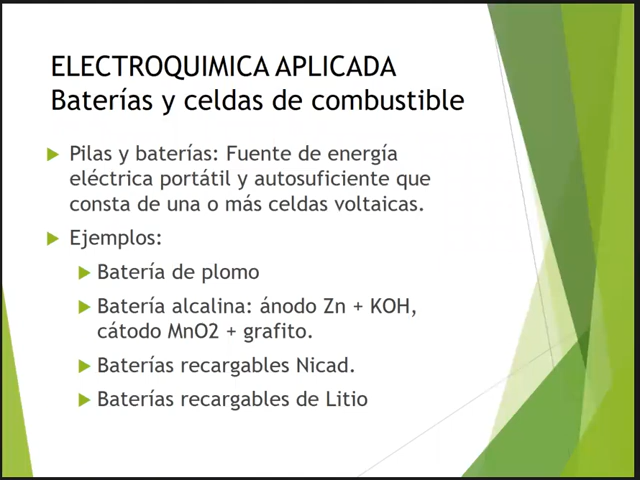 ELECTROQUIMICA APLICADA
Baterías y celdas de combustible
Pilas y baterías: Fuente de energía
eléctrica portátil y autosuficiente que
consta de una o más celdas voltaicas.
Ejemplos:
Batería de plomo
Batería alcalina: ánodo Zn + KOH,
cátodo MnO2 + grafito.
Baterías recargables Nicad.
Baterías recargables de Litio